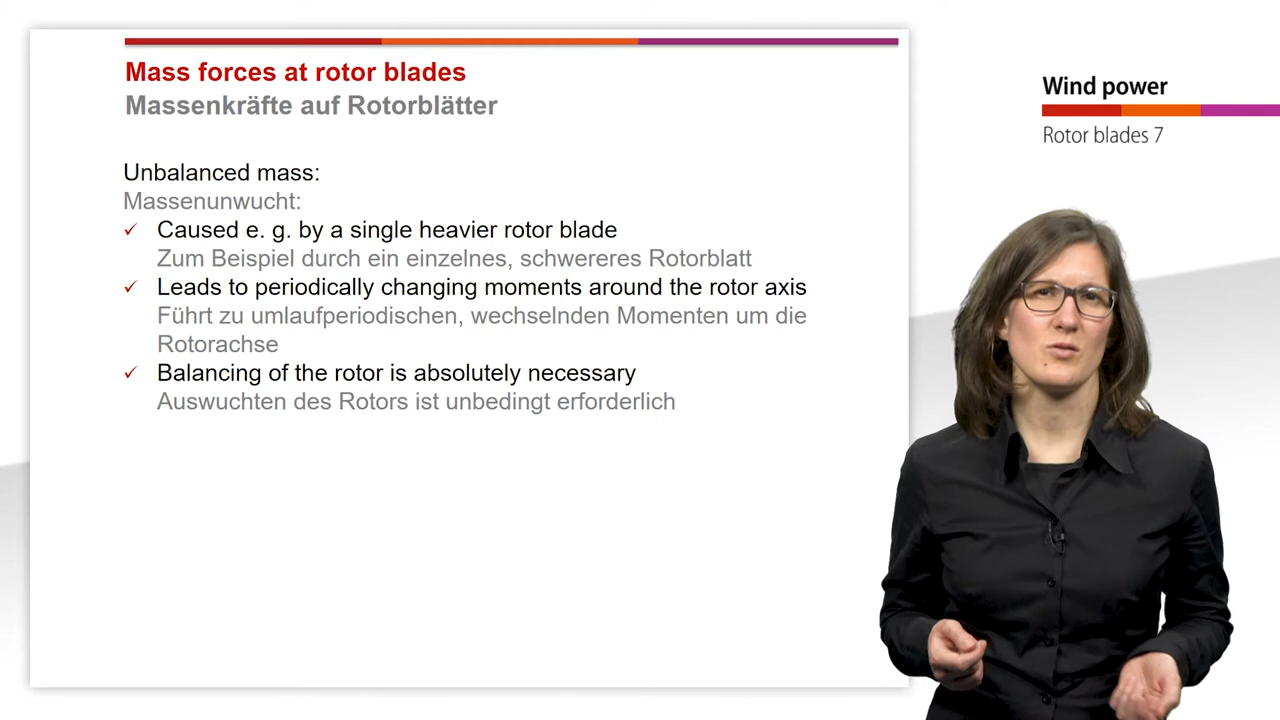 Mass forces at rotor blades
Massenkräfte auf Rotorblätter
Unbalanced mass:
Massenunwucht:
✓ Caused e. g. by a single heavier rotor blade
Zum Beispiel durch ein einzelnes, schwereres Rotorblatt
✓ Leads to periodically changing moments around the rotor axis
Führt zu umlaufperiodischen, wechselnden Momenten um die
Rotorachse
✓ Balancing of the rotor is absolutely necessary
Auswuchten des Rotors ist unbedingt erforderlich
Wind power
Rotor blades 7